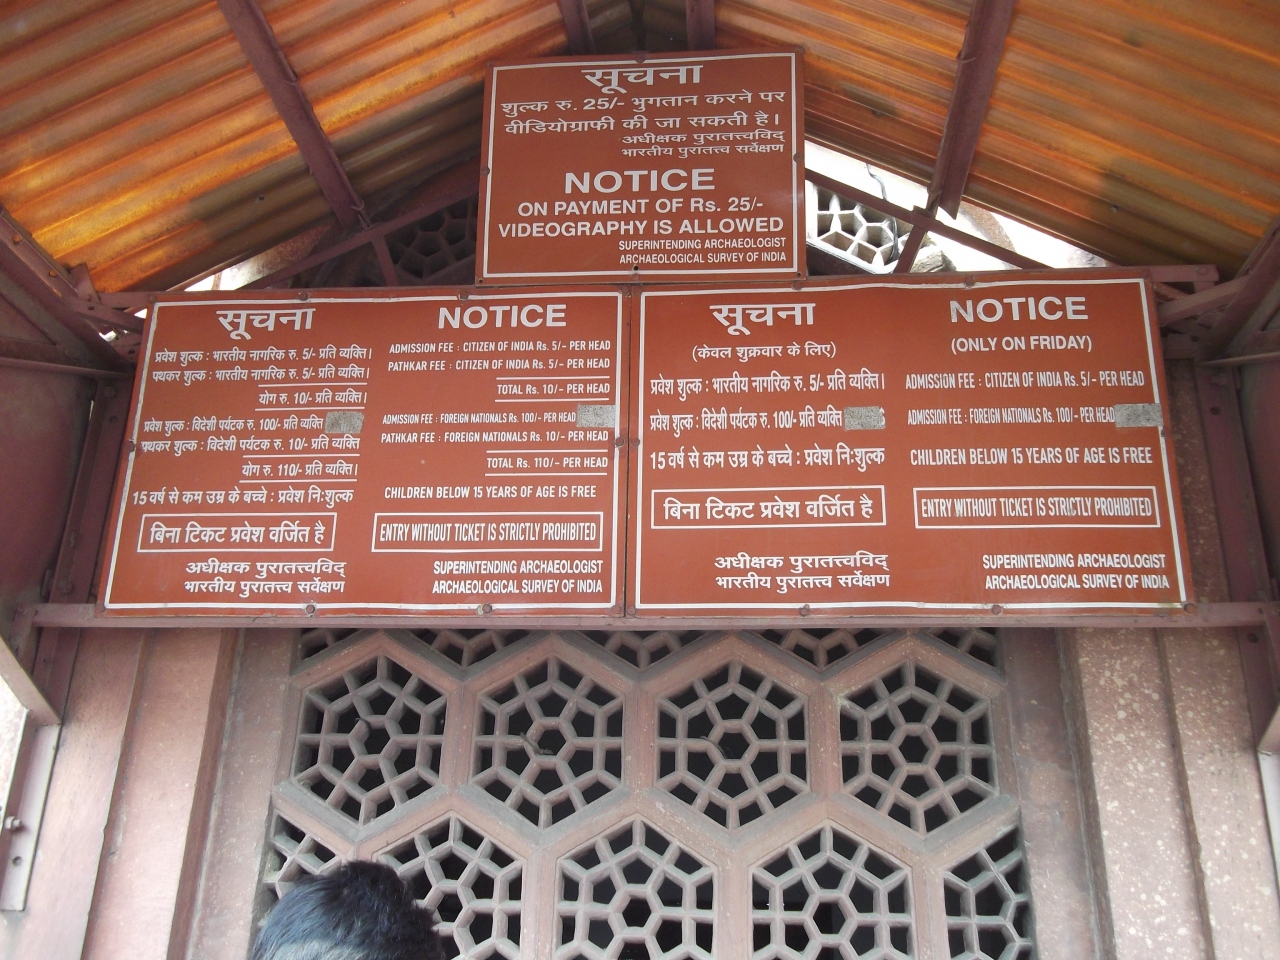 सूचना
शुल्क रु. 25/- भुगतान करने पर
वीडियोग्राफी की जा सकती है।
अधीक्षक पुरातत्त्वविद्
भारतीय पुरातत्त्व सर्वेक्षण
NOTICE
ON PAYMENT OF Rs. 25/-
VIDEOGRAPHY IS ALLOWED
SUPERINTENDING ARCHAEOLOGIST
ARCHAEOLOGICAL SURVEY OF INDIA
सूचना
प्रवेश शुल्क : भारतीय नागरिक रु. 5/- प्रति व्यक्ति।
पथकर शुल्क : भारतीय नागरिक रु. 5/- प्रति व्यक्ति।
योग रु. 10/- प्रति व्यक्ति।
प्रवेश शुल्क : विदेशी पर्यटक रु. 100/- प्रति व्यक्ति
पथकर शुल्क : विदेशी पर्यटक रु. 10/- प्रति व्यक्ति
योग रु. 110/- प्रति व्यक्ति।
15 वर्ष से कम उम्र के बच्चे : प्रवेश नि:शुल्क
बिना टिकट प्रवेश वर्जित है
अधीक्षक पुरातत्त्वविद्
भारतीय पुरातत्त्व सर्वेक्षण
NOTICE
ADMISSION FEE : CITIZEN OF INDIA Rs. 5/- PER HEAD
PATHKAR FEE : CITIZEN OF INDIA Rs. 5/- PER HEAD
TOTAL Rs. 10/- PER HEAD
ADMISSION FEE : FOREIGN NATIONALS Rs. 100/- PER HEAD
PATHKAR FEE : FOREIGN NATIONALS Rs. 10/- PER HEAD
TOTAL Rs. 110/- PER HEAD
CHILDREN BELOW 15 YEARS OF AGE IS FREE
ENTRY WITHOUT TICKET IS STRICTLY PROHIBITED
SUPERINTENDING ARCHAEOLOGIST
ARCHAEOLOGICAL SURVEY OF INDIA
सूचना
(केवल शुक्रवार के लिए)
प्रवेश शुल्क : भारतीय नागरिक रु. 5/- प्रति व्यक्ति।
प्रवेश शुल्क : विदेशी पर्यटक रु. 100/- प्रति व्यक्ति
15 वर्ष से कम उम्र के बच्चे : प्रवेश नि:शुल्क
बिना टिकट प्रवेश वर्जित है
अधीक्षक पुरातत्त्वविद्
भारतीय पुरातत्त्व सर्वेक्षण
NOTICE
(ONLY ON FRIDAY)
ADMISSION FEE : CITIZEN OF INDIA Rs. 5/- PER HEAD
ADMISSION FEE : FOREIGN NATIONALS Rs. 100/- PER HEAD
CHILDREN BELOW 15 YEARS OF AGE IS FREE
ENTRY WITHOUT TICKET IS STRICTLY PROHIBITED
SUPERINTENDING ARCHAEOLOGIST
ARCHAEOLOGICAL SURVEY OF INDIA